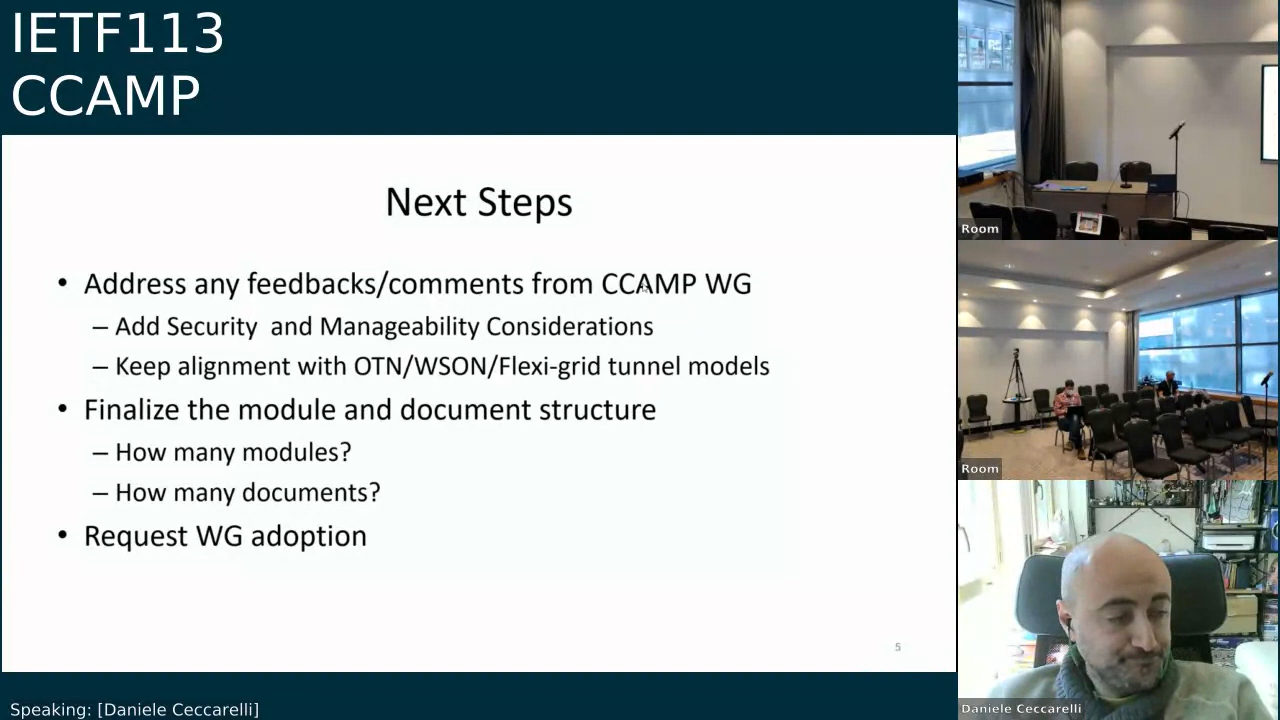 IETF113
CCAMP
Next Steps
• Address any feedbacks/comments from CCAMP WG
– Add Security  and Manageability Considerations
– Keep alignment with OTN/WSON/Flexi-grid tunnel models
• Finalize the module and document structure
– How many modules?
– How many documents?
• Request WG adoption
5
Speaking: [Daniele Ceccarelli]
Room
Room
Daniele Ceccarelli